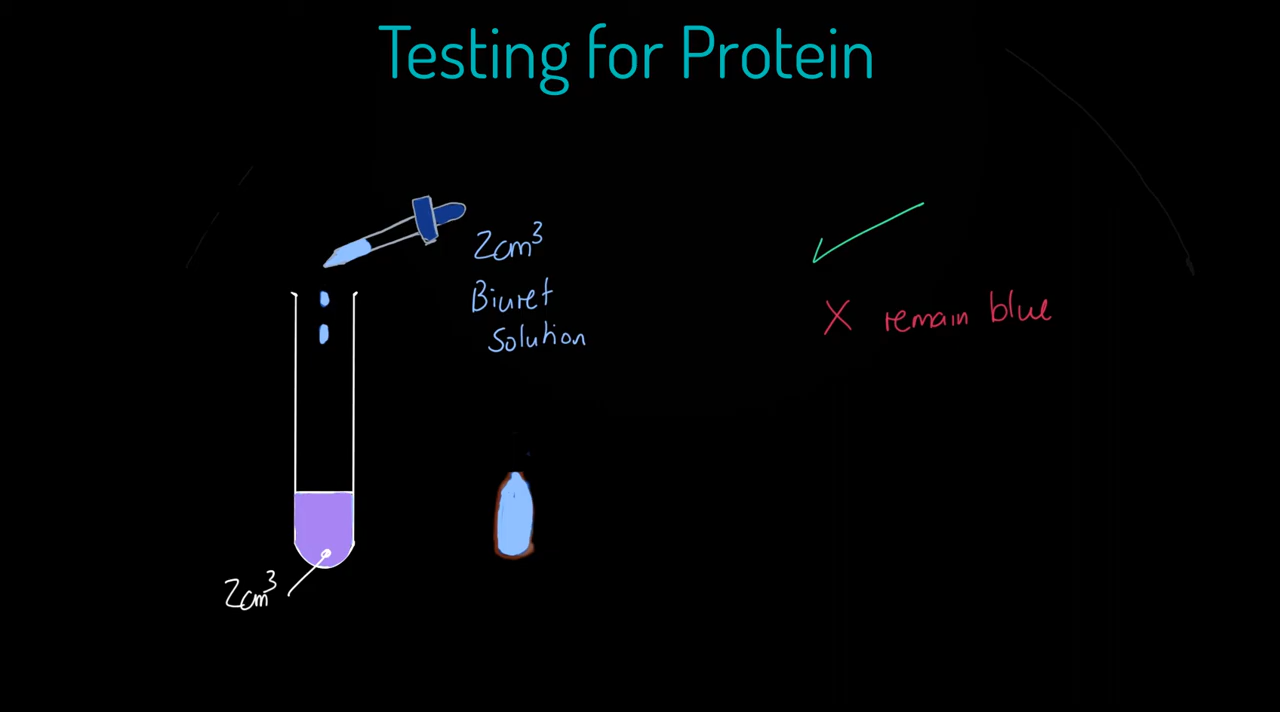 Testing for Protein
2cm³
Biuret
Solution
X remain blue
2cm³